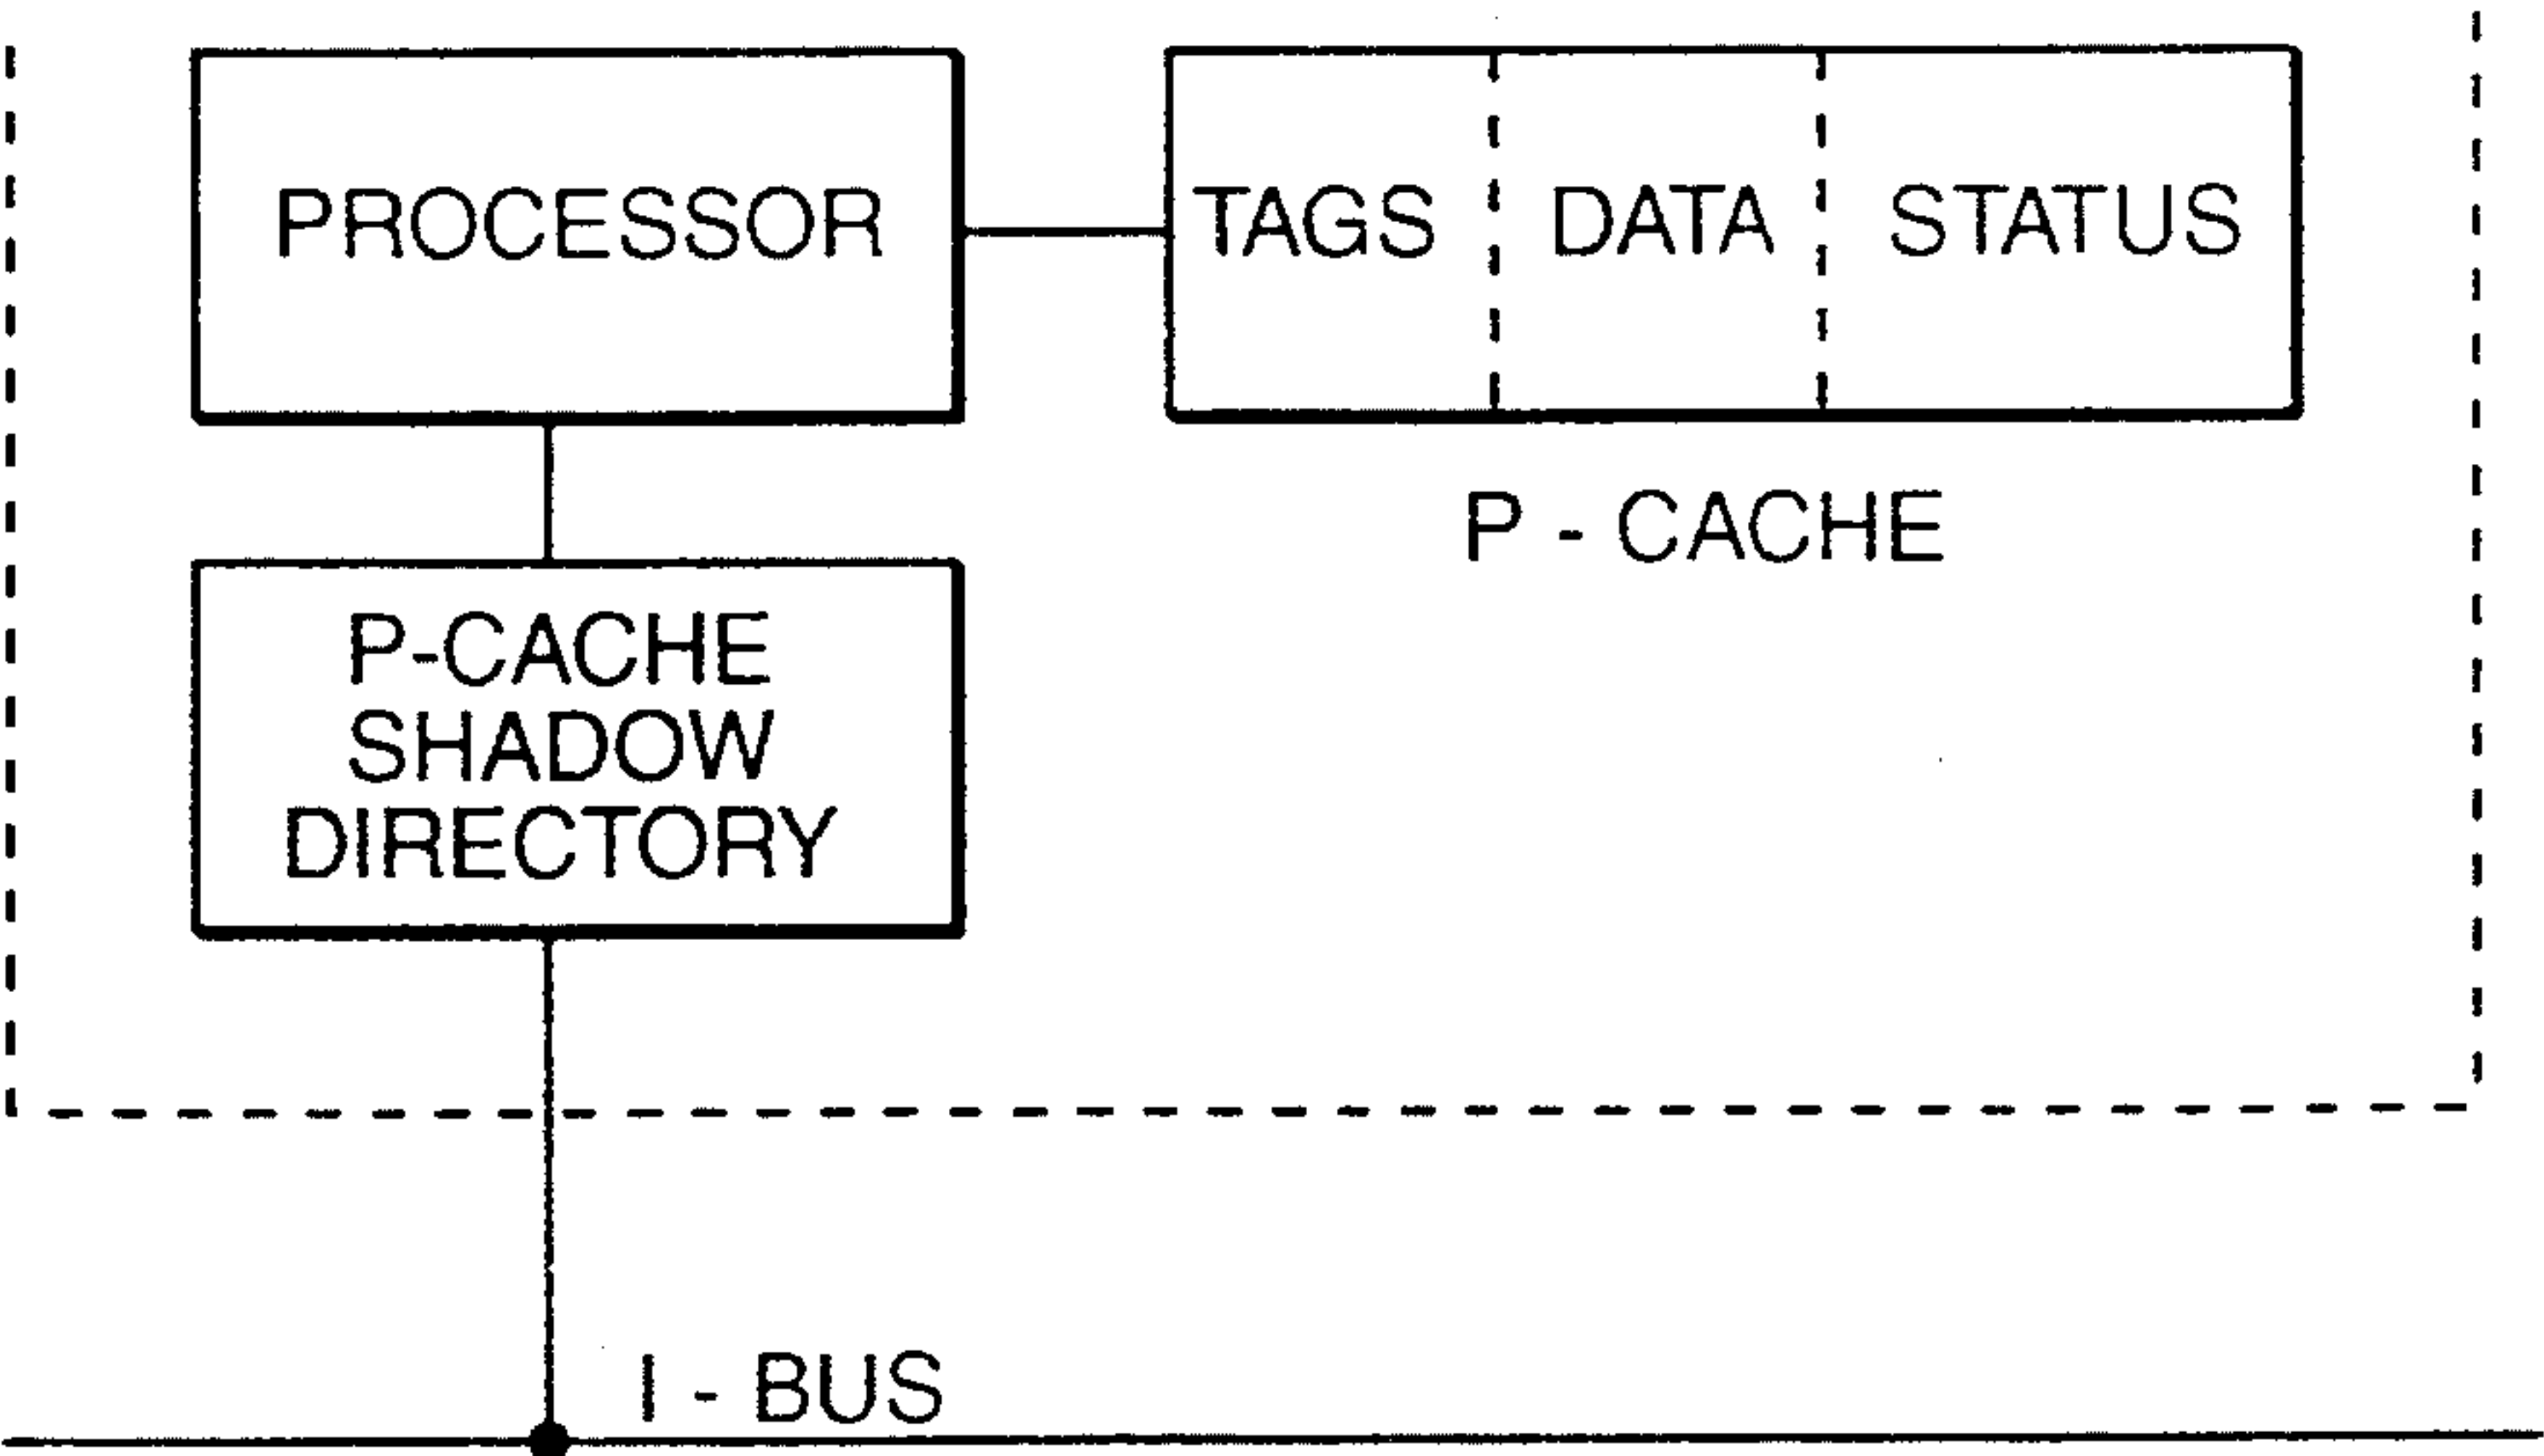 PROCESSOR
TAGS DATA STATUS
P - CACHE
P-CACHE
SHADOW
DIRECTORY
I - BUS